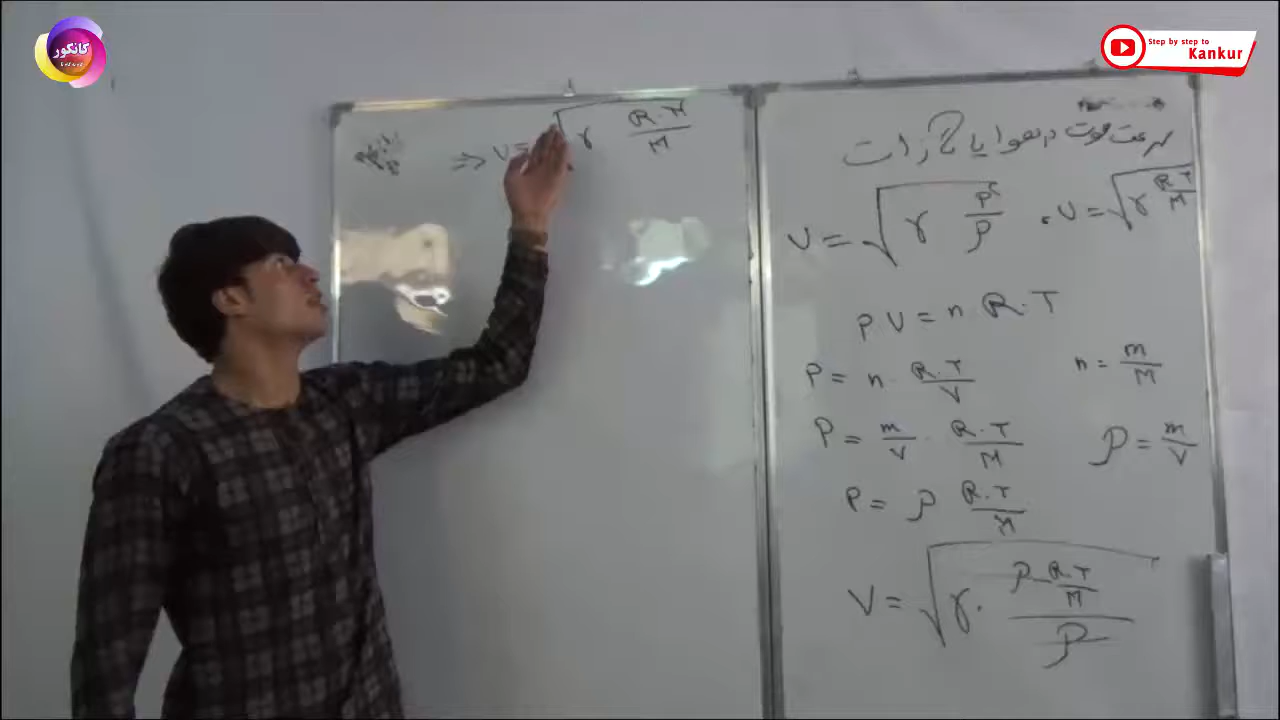 کانکور
Step by step to
Kankur
سرعت صوت در هوا یا گازات
V = √γ P/ρ , V = √γ R.T/M
P.V = n.R.T
P = n. R.T/V n = m/M
P = m/V . R.T/M ρ = m/V
P = ρ R.T/M
V = √γ. (ρ R.T/M)/ρ
⇒ V = √γ R.T/M